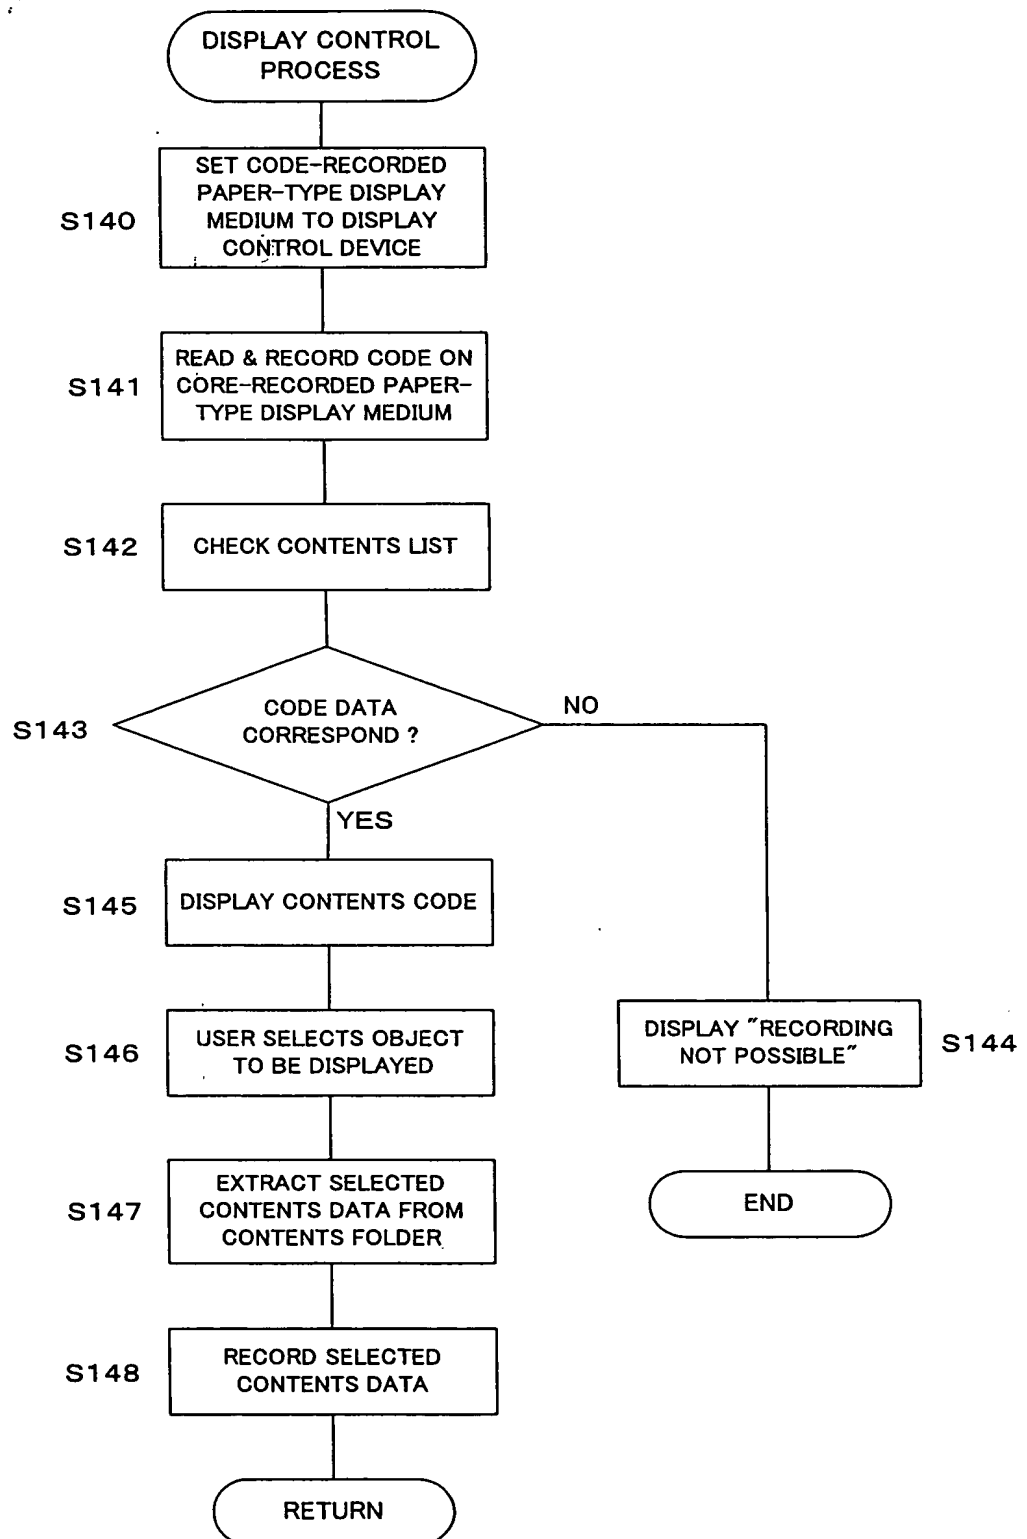 DISPLAY CONTROL
PROCESS
S140
SET CODE-RECORDED
PAPER-TYPE DISPLAY
MEDIUM TO DISPLAY
CONTROL DEVICE
S141
READ & RECORD CODE ON
CORE-RECORDED PAPER-
TYPE DISPLAY MEDIUM
S142
CHECK CONTENTS LIST
S143
CODE DATA
CORRESPOND ?
NO
YES
S145
DISPLAY CONTENTS CODE
S146
USER SELECTS OBJECT
TO BE DISPLAYED
DISPLAY "RECORDING
NOT POSSIBLE"
S144
S147
EXTRACT SELECTED
CONTENTS DATA FROM
CONTENTS FOLDER
END
S148
RECORD SELECTED
CONTENTS DATA
RETURN